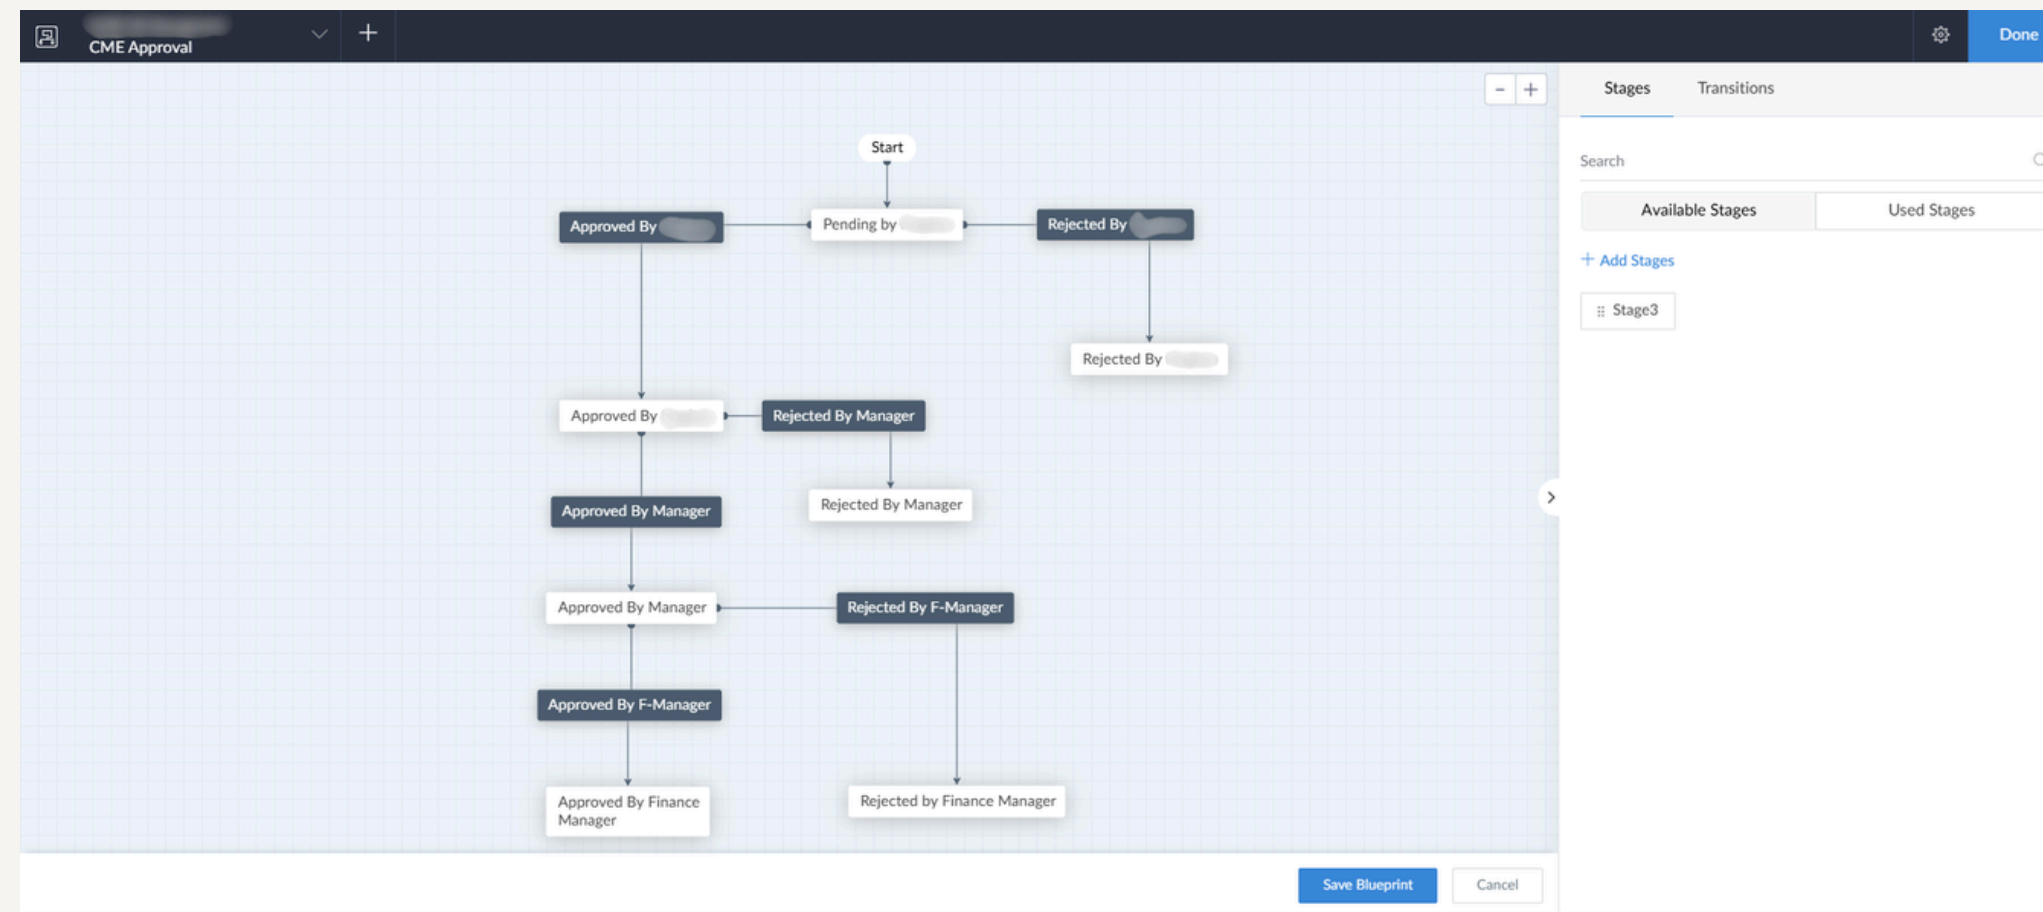 CME Approval
Done
Stages
Transitions
Start
Search
Approved By
Pending by
Rejected By
Available Stages
Used Stages
+ Add Stages
Stage3
Rejected By
Approved By
Rejected By Manager
Rejected By Manager
Approved By Manager
Approved By Manager
Rejected By F-Manager
Approved By F-Manager
Approved By Finance
Manager
Rejected by Finance Manager
Save Blueprint
Cancel